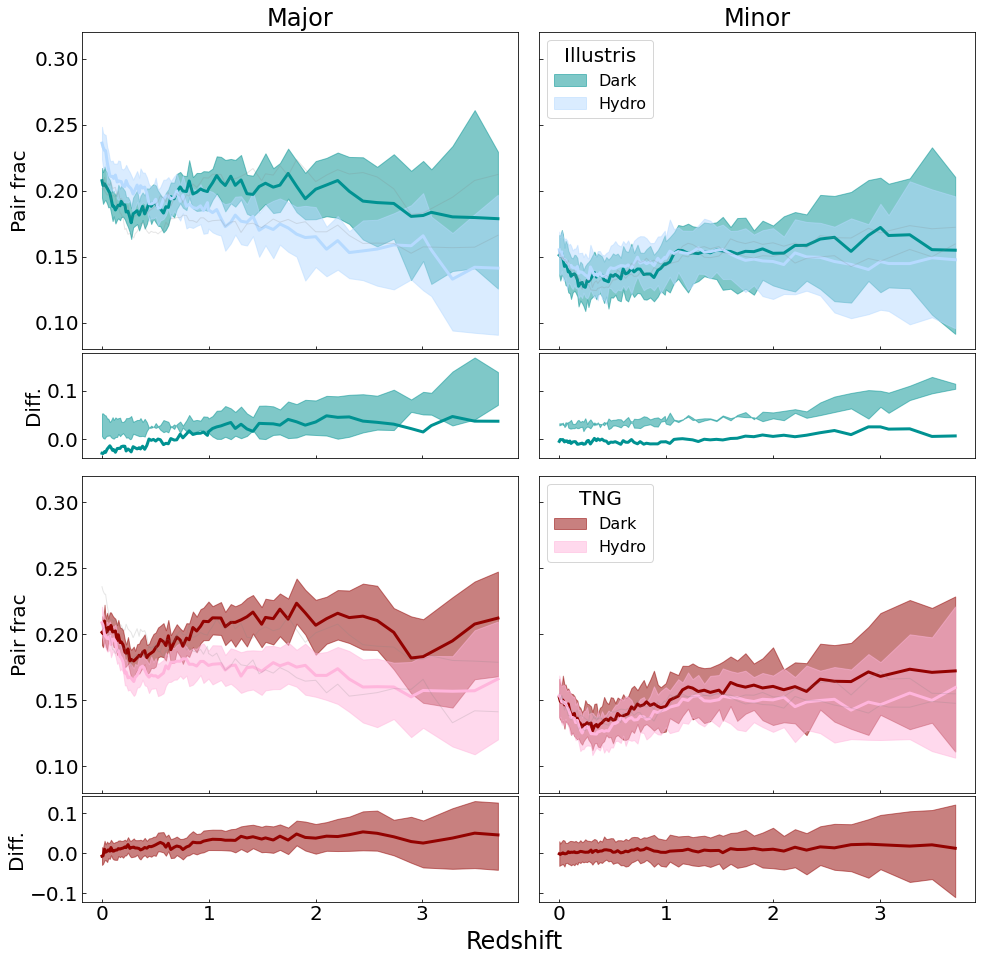 Major Minor
0.30
0.25
0.20
0.15
0.10
Pair frac
Illustris
Dark
Hydro
0.1
0.0
Diff.
0.30
0.25
0.20
0.15
0.10
Pair frac
TNG
Dark
Hydro
0.1
0.0
−0.1
Diff.
0 1 2 3 0 1 2 3
Redshift